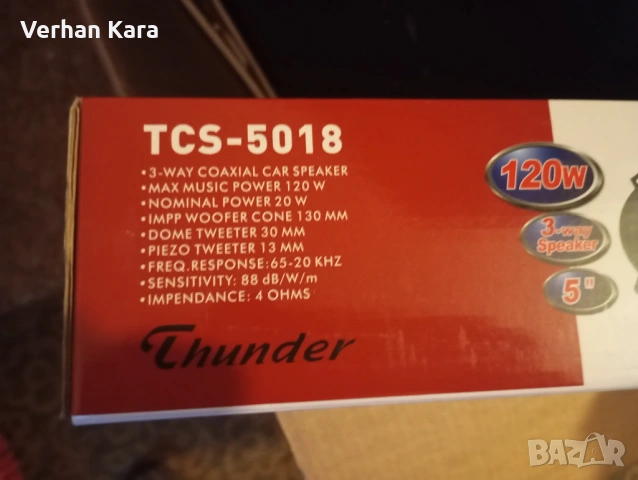 Verhan Kara
TCS-5018
•3-WAY COAXIAL CAR SPEAKER
•MAX MUSIC POWER 120 W
•NOMINAL POWER 20 W
•IMPP WOOFER CONE 130 MM
•DOME TWEETER 30 MM
•PIEZO TWEETER 13 MM
•FREQ.RESPONSE:65-20 KHZ
•SENSITIVITY: 88 dB/W/m
•IMPENDANCE: 4 OHMS
Thunder
120W
3-way
Speaker
5"
BAZAR